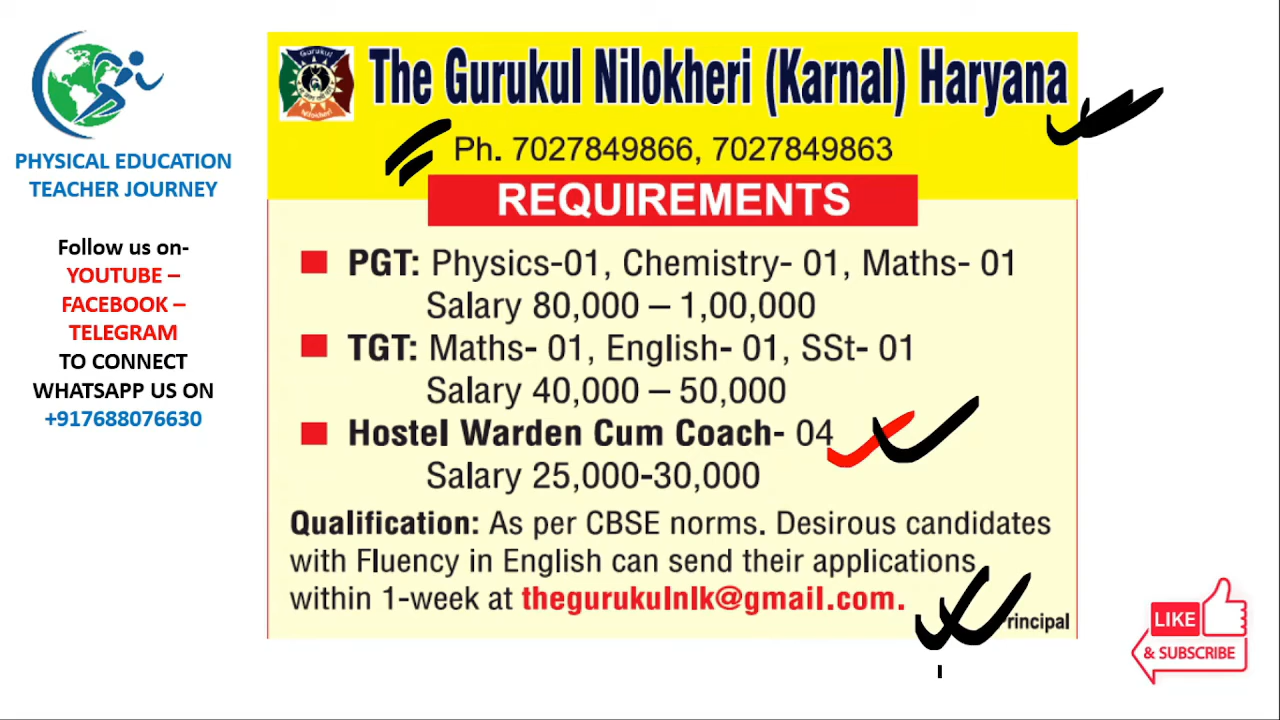 PHYSICAL EDUCATION
TEACHER JOURNEY
Follow us on-
YOUTUBE –
FACEBOOK –
TELEGRAM
TO CONNECT
WHATSAPP US ON
+917688076630
Gurukul
Nilokheri
The Gurukul Nilokheri (Karnal) Haryana
Ph. 7027849866, 7027849863
REQUIREMENTS
PGT: Physics-01, Chemistry- 01, Maths- 01
Salary 80,000 – 1,00,000
TGT: Maths- 01, English- 01, SSt- 01
Salary 40,000 – 50,000
Hostel Warden Cum Coach- 04
Salary 25,000-30,000
Qualification: As per CBSE norms. Desirous candidates
with Fluency in English can send their applications
within 1-week at thegurukulnlk@gmail.com.
Principal
LIKE
& SUBSCRIBE